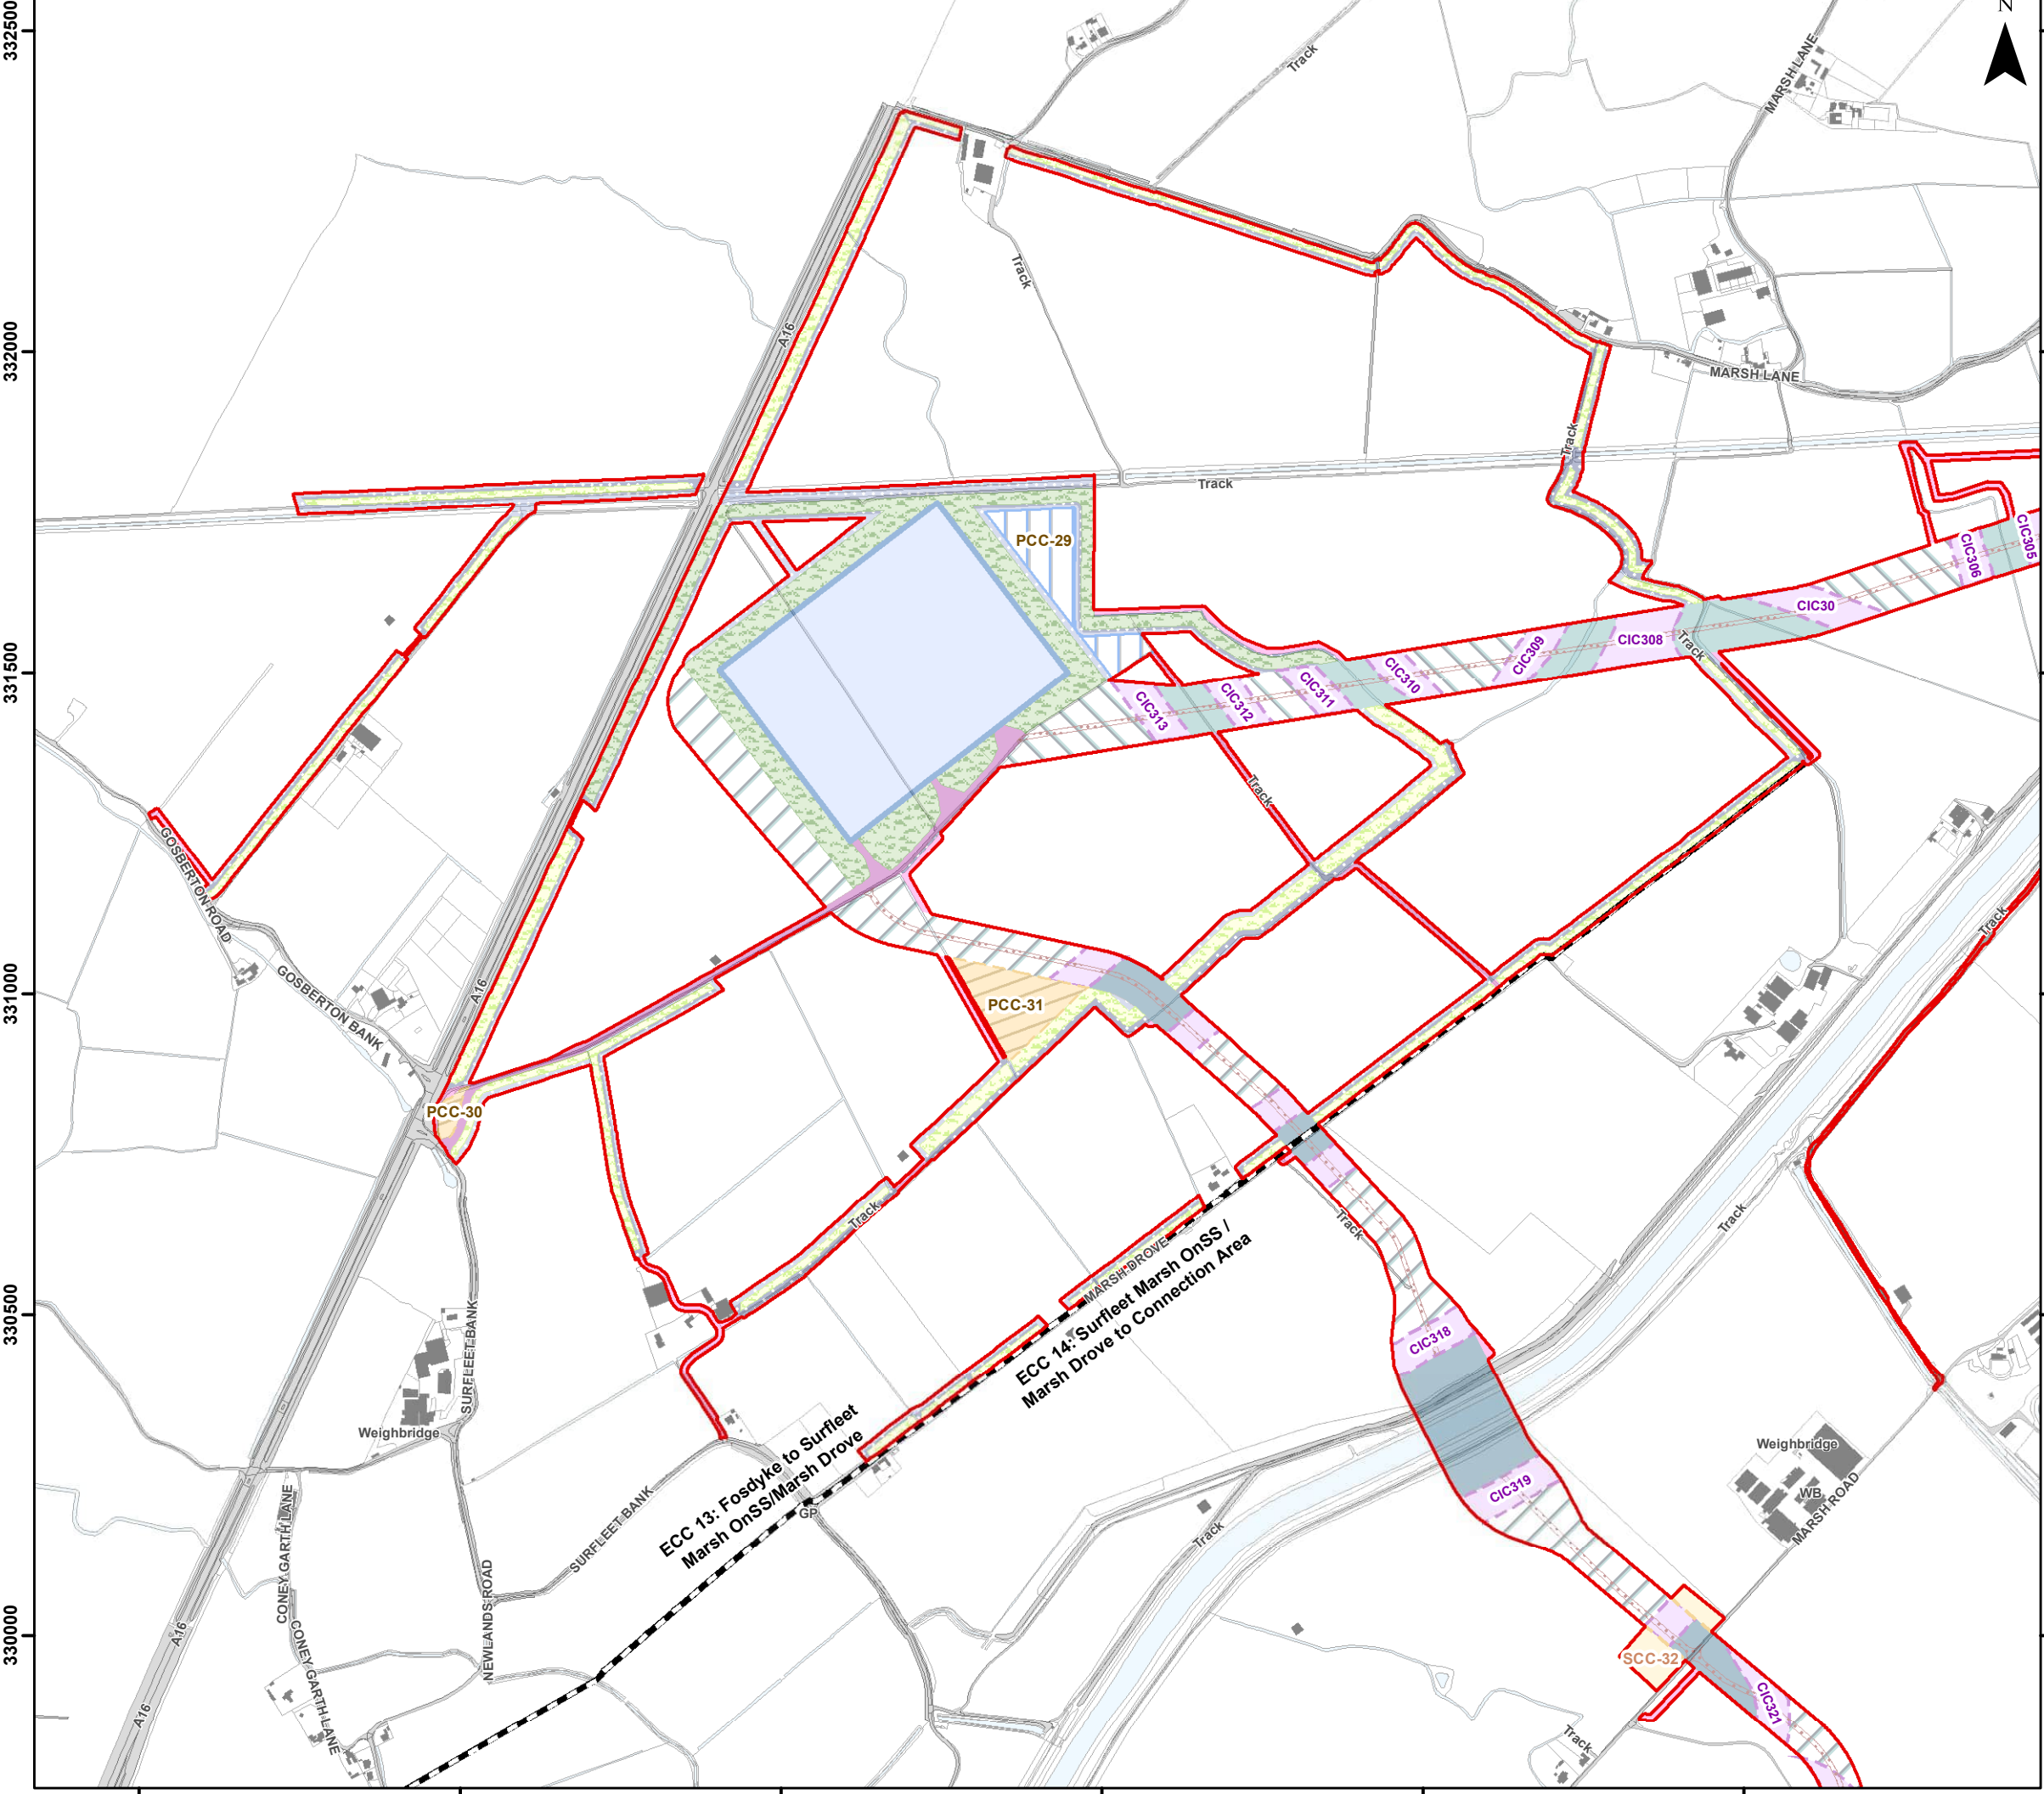 N
332500
332000
331500
331000
330500
330000
Track
MARSH LANE
Track
A16
MARSH LANE
Track
Track
PCC-29
CIC305
CIC306
CIC30
CIC308
CIC309
CIC310
CIC311
CIC312
CIC313
Track
Track
GOSBERTON ROAD
GOSBERTON BANK
A16
PCC-31
PCC-30
Track
Track
Track
Track
MARSH DROVE
ECC 14: Surfleet Marsh OnSS /
Marsh Drove to Connection Area
SURFLEET BANK
CIC318
Weighbridge
ECC 13: Fosdyke to Surfleet
Marsh OnSS/Marsh Drove
GP
Weighbridge
WB
MARSH ROAD
CIC319
Track
SURFLEET BANK
CONEY GARTH LANE
NEWLANDS ROAD
A16
CONEY GARTH LANE
SCC-32
CIC321
A16
Track